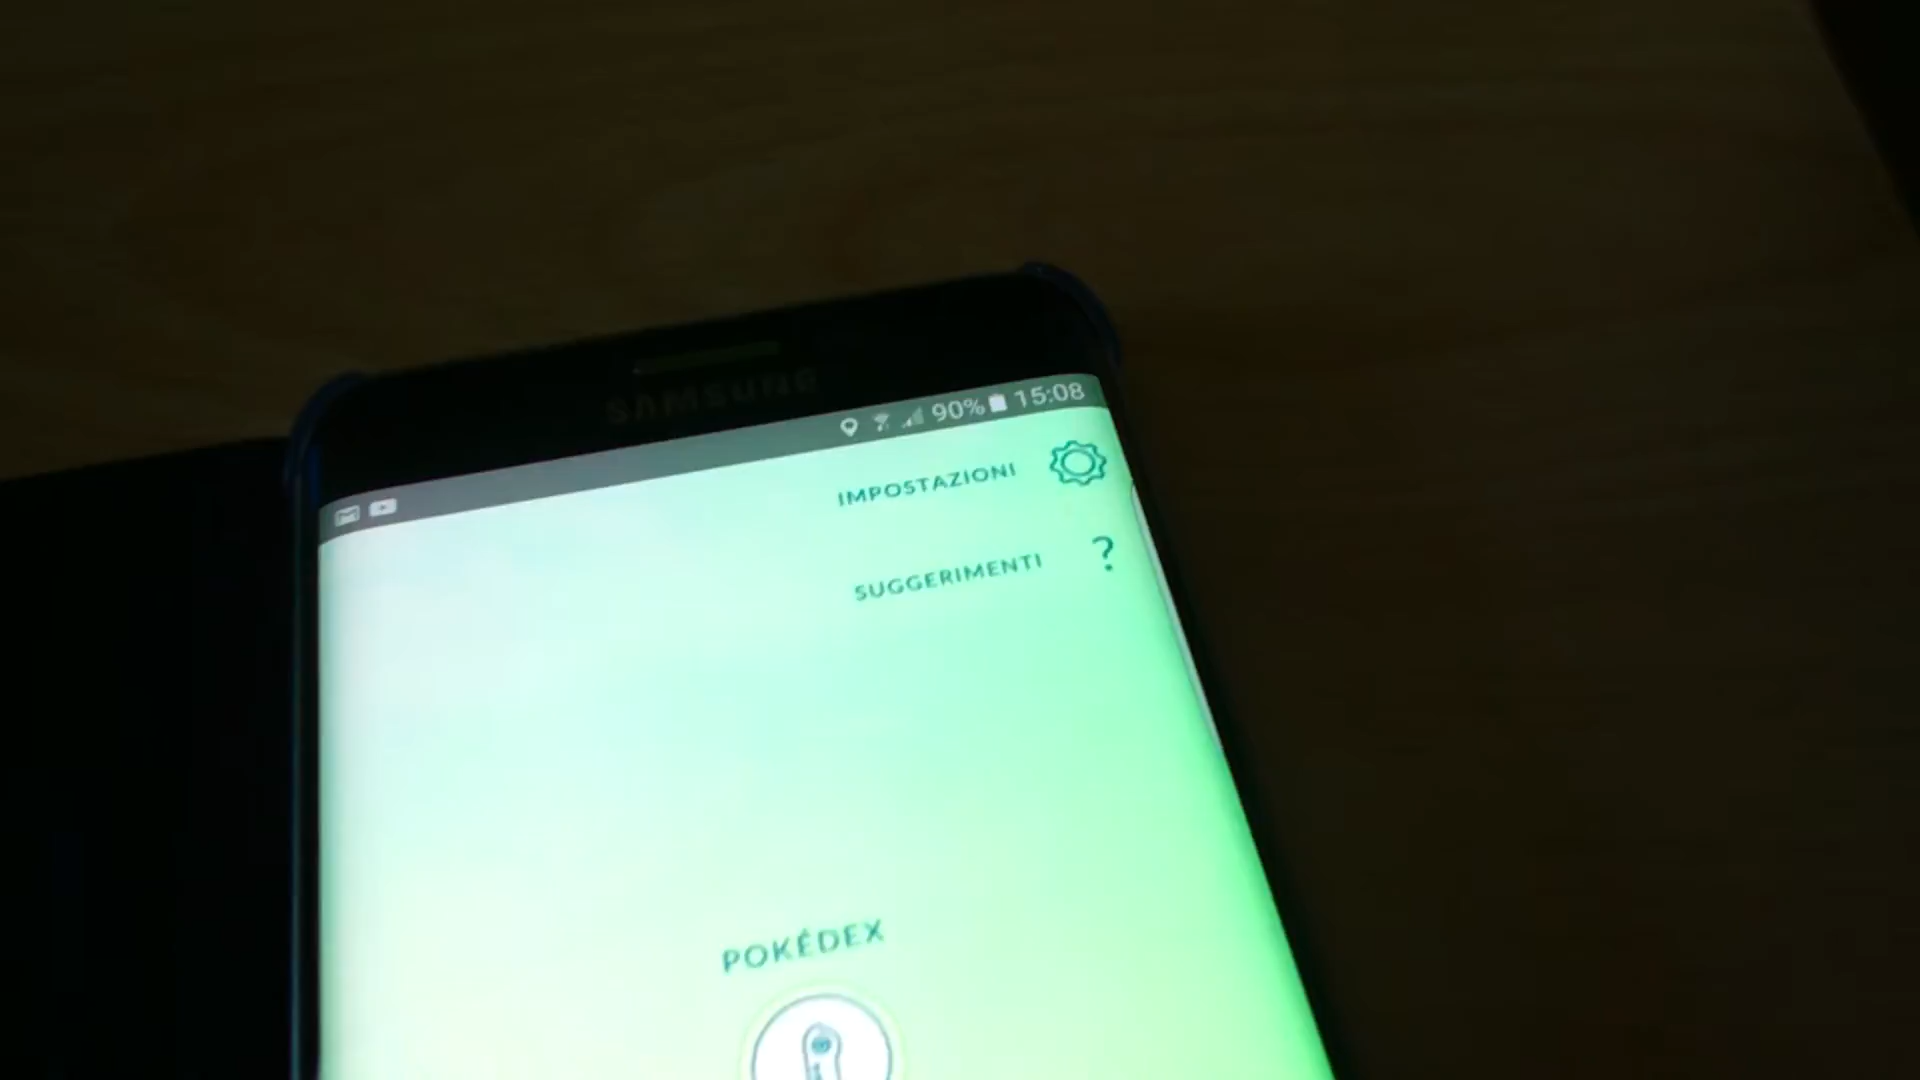 SAMSUNG
90% 15:08
IMPOSTAZIONI
SUGGERIMENTI ?
POKÉDEX